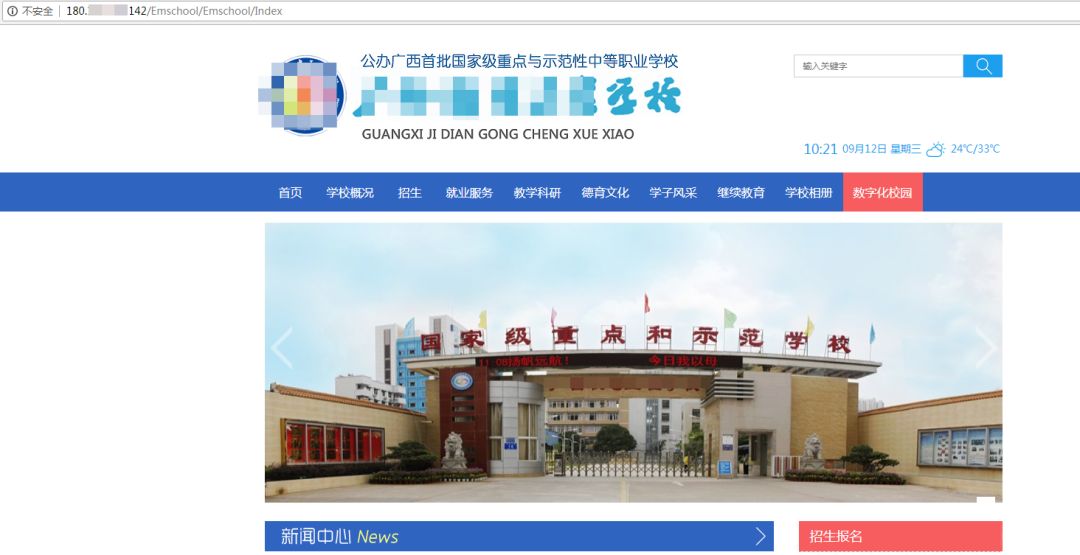 不安全 180. 142/Emschool/Emschool/Index
公办广西首批国家级重点与示范性中等职业学校
学校
GUANGXI JI DIAN GONG CHENG XUE XIAO
输入关键字
10:21 09月12日 星期三 24℃/33℃
首页 学校概况 招生 就业服务 教学科研 德育文化 学子风采 继续教育 学校相册 数字化校园
国家级重点和示范学校
扬帆远航! 今日我以母
新闻中心 News
招生报名